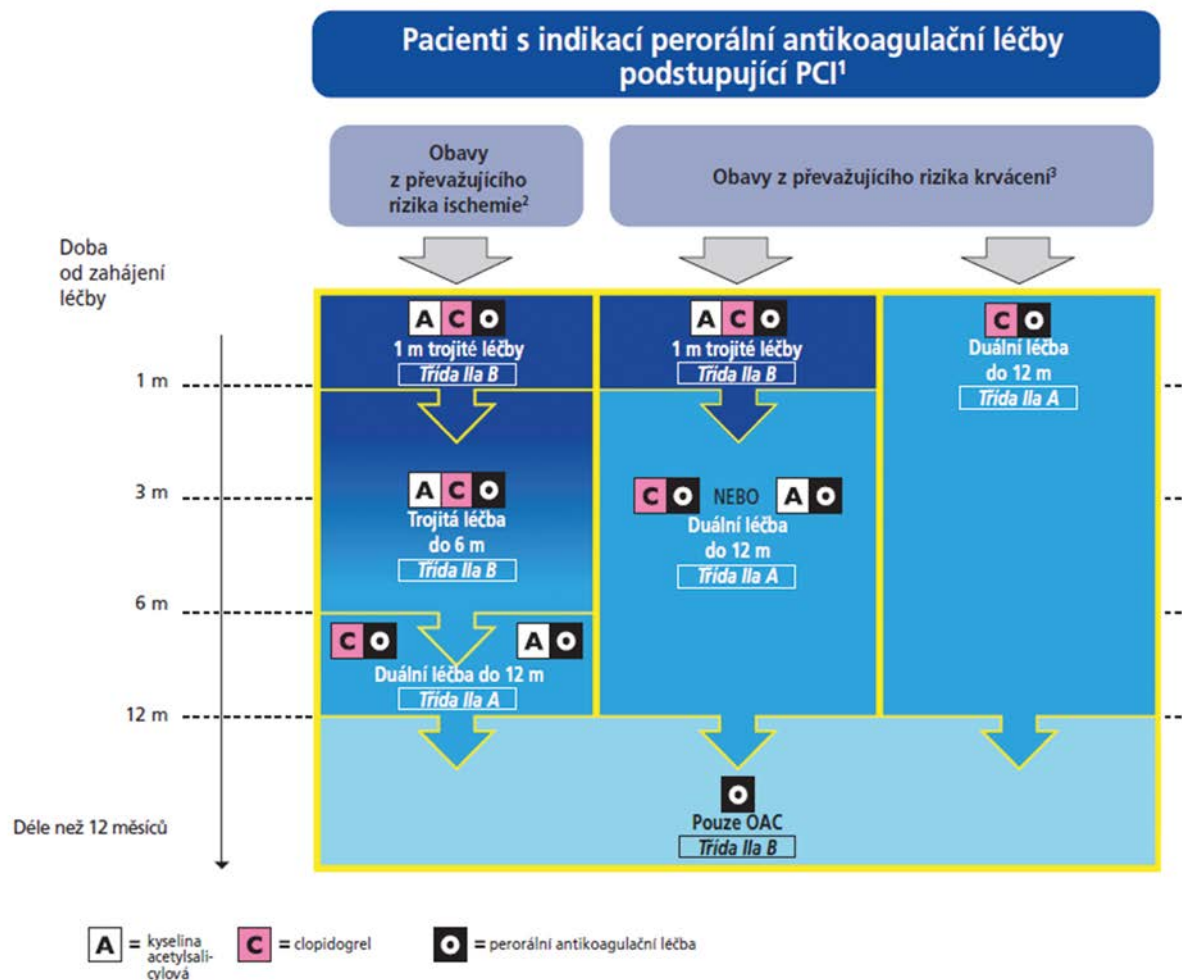 Pacienti s indikací perorální antikoagulační léčby
podstupující PCI¹
Obavy
z převažujícího
rizika ischemie²
Obavy z převažujícího rizika krvácení³
Doba
od zahájení
léčby
A C O
1 m trojité léčby
Třída IIa B
A C O
1 m trojité léčby
Třída IIa B
C O
Duální léčba
do 12 m
Třída IIa A
1 m
3 m
A C O
Trojitá léčba
do 6 m
Třída IIa B
C O NEBO A O
Duální léčba
do 12 m
Třída IIa A
6 m
C O
A O
Duální léčba do 12 m
Třída IIa A
12 m
O
Pouze OAC
Třída IIa B
Déle než 12 měsíců
A = kyselina
acetylsali-
cylová
C = clopidogrel
O = perorální antikoagulační léčba